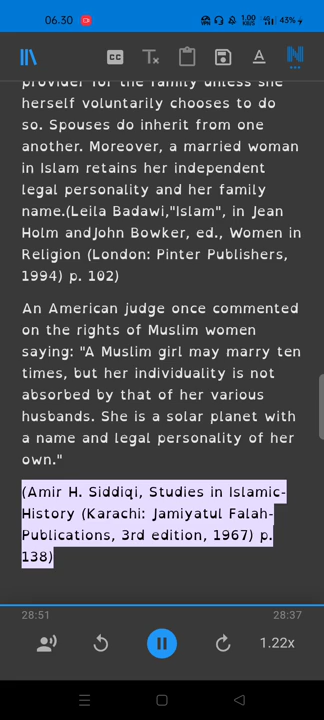 06.30
1.00
KB/S
43%
CC
provider for the family unless she
herself voluntarily chooses to do
so. Spouses do inherit from one
another. Moreover, a married woman
in Islam retains her independent
legal personality and her family
name.(Leila Badawi,"Islam", in Jean
Holm andJohn Bowker, ed., Women in
Religion (London: Pinter Publishers,
1994) p. 102)
An American judge once commented
on the rights of Muslim women
saying: "A Muslim girl may marry ten
times, but her individuality is not
absorbed by that of her various
husbands. She is a solar planet with
a name and legal personality of her
own."
(Amir H. Siddiqi, Studies in Islamic-
History (Karachi: Jamiyatul Falah-
Publications, 3rd edition, 1967) p.
138)
28:51
28:37
1.22x